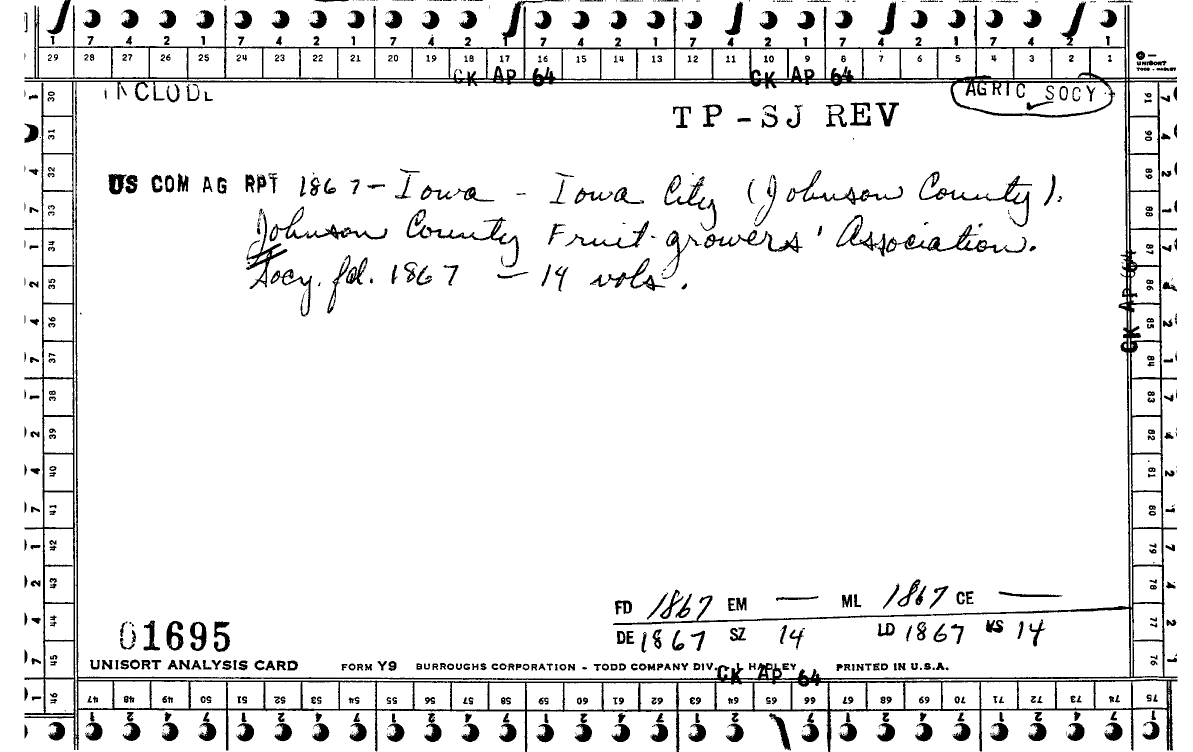 7 4 2 1 7 4 2 1 7 4 2 1 7 4 2 1 7 4 2 1 7 4 2 1 7 4 2 1
29 28 27 26 25 24 23 22 21 20 19 18 17 16 15 14 13 12 11 10 9 8 7 6 5 4 3 2 1
UNISORT
TODD - HADLEY
CK AP 64 CK AP 64
INCLUDE
AGRIC SOCY
TP-SJ REV
US COM AG RPT 1867 - Iowa - Iowa City (Johnson County).
Johnson County Fruit-growers' Association.
Socy. fd. 1867 — 14 vols.
30 31 32 33 34 35 36 37 38 39 40 41 42 43 44 45 46
91 90 89 88 87 86 85 84 83 82 81 80 79 78 77 76 75
CK AP 64
FD 1867 EM — ML 1867 CE —
DE 1867 SZ 14 LD 1867 VS 14
01695
UNISORT ANALYSIS CARD FORM Y9 BURROUGHS CORPORATION - TODD COMPANY DIV. HADLEY PRINTED IN U.S.A.
CK AP 64
47 48 49 50 51 52 53 54 55 56 57 58 59 60 61 62 63 64 65 66 67 68 69 70 71 72 73 74 75